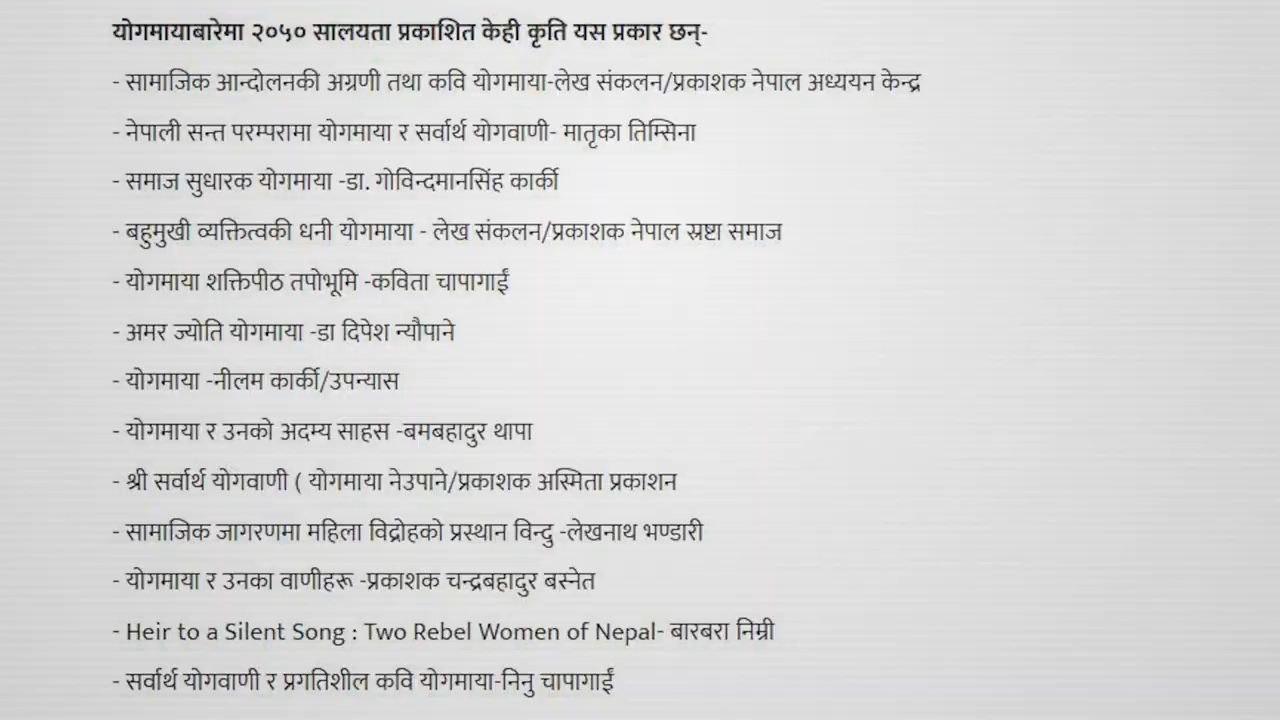 योगमायाबारेमा २०५० सालयता प्रकाशित केही कृति यस प्रकार छन्-
- सामाजिक आन्दोलनकी अग्रणी तथा कवि योगमाया-लेख संकलन/प्रकाशक नेपाल अध्ययन केन्द्र
- नेपाली सन्त परम्परामा योगमाया र सर्वार्थ योगवाणी- मातृका तिम्सिना
- समाज सुधारक योगमाया -डा. गोविन्दमानसिंह कार्की
- बहुमुखी व्यक्तित्वकी धनी योगमाया - लेख संकलन/प्रकाशक नेपाल स्रष्टा समाज
- योगमाया शक्तिपीठ तपोभूमि -कविता चापागाईं
- अमर ज्योति योगमाया -डा दिपेश न्यौपाने
- योगमाया -नीलम कार्की/उपन्यास
- योगमाया र उनको अदम्य साहस -बमबहादुर थापा
- श्री सर्वार्थ योगवाणी ( योगमाया नेउपाने/प्रकाशक अस्मिता प्रकाशन
- सामाजिक जागरणमा महिला विद्रोहको प्रस्थान विन्दु -लेखनाथ भण्डारी
- योगमाया र उनका वाणीहरू -प्रकाशक चन्द्रबहादुर बस्नेत
- Heir to a Silent Song : Two Rebel Women of Nepal- बारबरा निम्री
- सर्वार्थ योगवाणी र प्रगतिशील कवि योगमाया-निनु चापागाईं